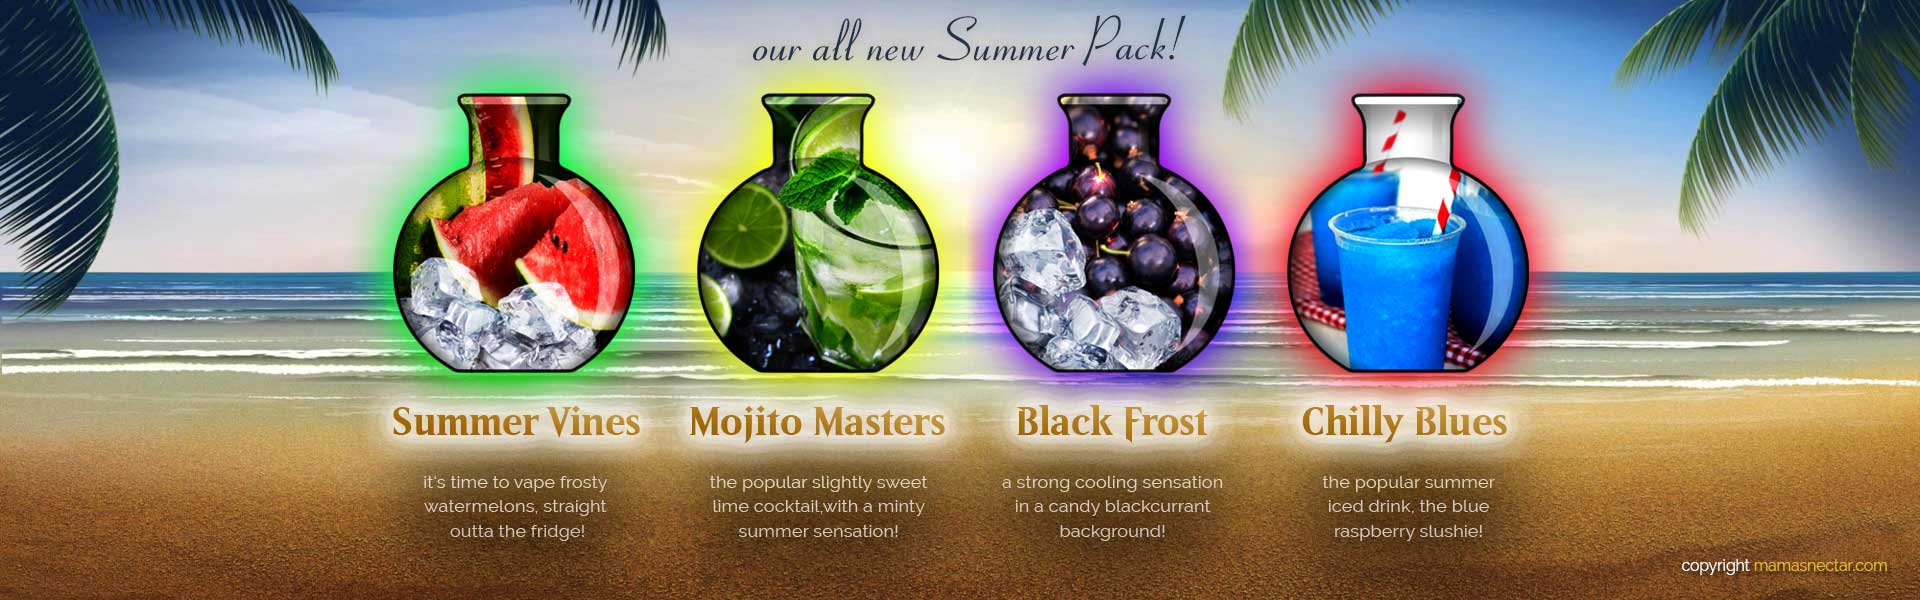 our all new Summer Pack!
Summer Vines
it's time to vape frosty
watermelons, straight
outta the fridge!
Mojito Masters
the popular slightly sweet
lime cocktail,with a minty
summer sensation!
Black Frost
a strong cooling sensation
in a candy blackcurrant
background!
Chilly Blues
the popular summer
iced drink, the blue
raspberry slushie!
copyright mamasnectar.com